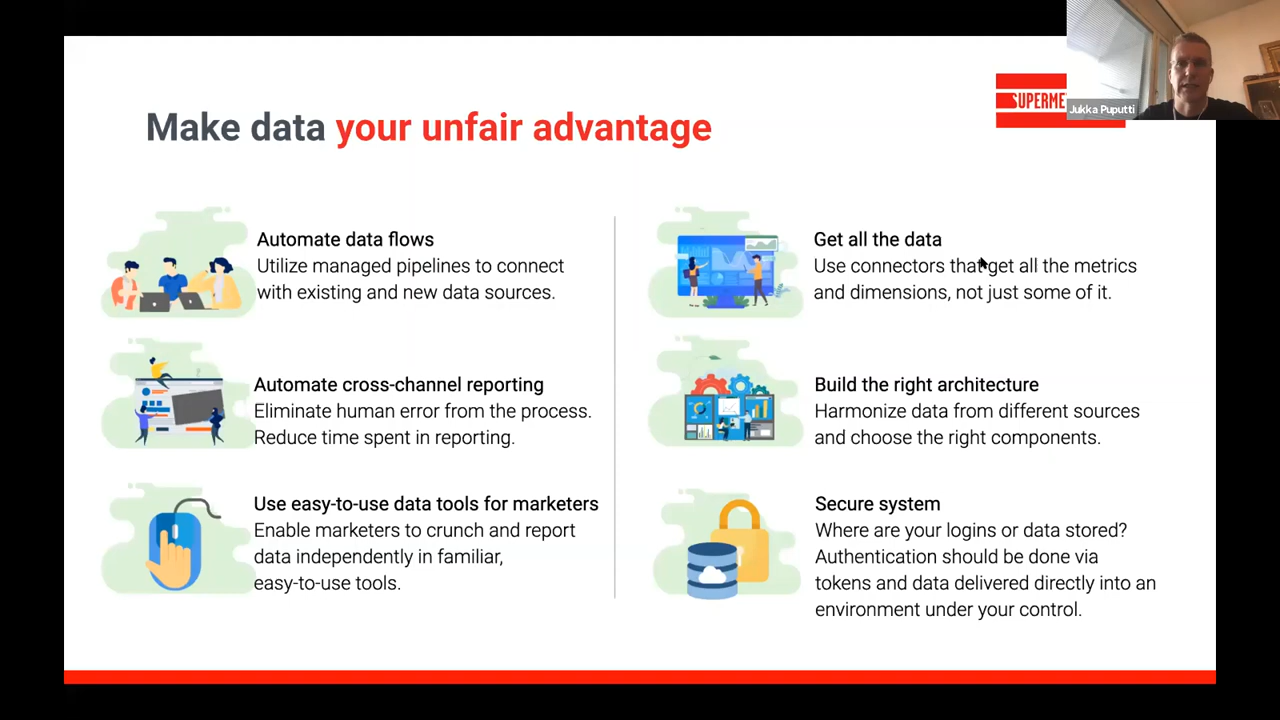 Make data your unfair advantage
SUPERME
Jukka Puputti
Automate data flows
Utilize managed pipelines to connect
with existing and new data sources.
Automate cross-channel reporting
Eliminate human error from the process.
Reduce time spent in reporting.
Use easy-to-use data tools for marketers
Enable marketers to crunch and report
data independently in familiar,
easy-to-use tools.
Get all the data
Use connectors that get all the metrics
and dimensions, not just some of it.
Build the right architecture
Harmonize data from different sources
and choose the right components.
Secure system
Where are your logins or data stored?
Authentication should be done via
tokens and data delivered directly into an
environment under your control.